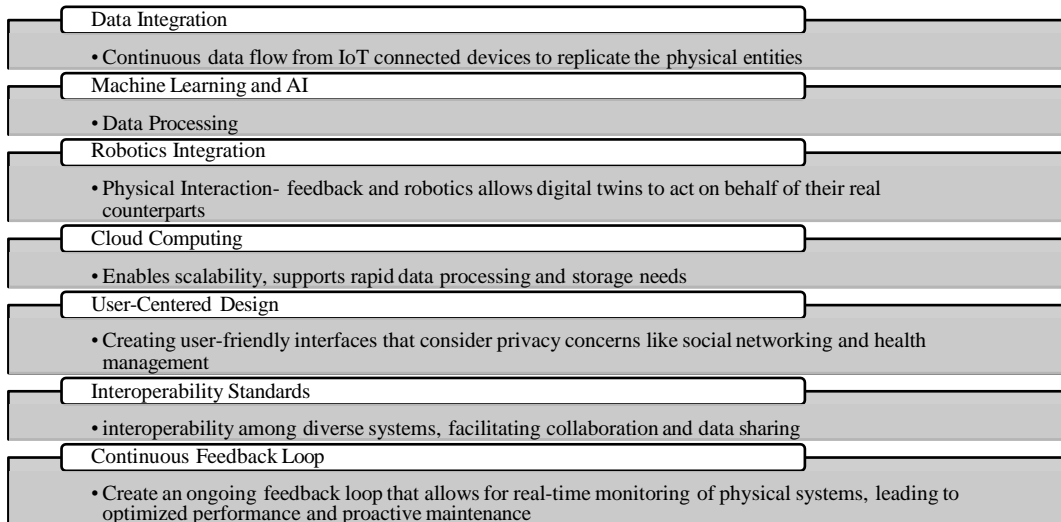 Data Integration
• Continuous data flow from IoT connected devices to replicate the physical entities
Machine Learning and AI
• Data Processing
Robotics Integration
• Physical Interaction- feedback and robotics allows digital twins to act on behalf of their real
counterparts
Cloud Computing
• Enables scalability, supports rapid data processing and storage needs
User-Centered Design
• Creating user-friendly interfaces that consider privacy concerns like social networking and health
management
Interoperability Standards
• interoperability among diverse systems, facilitating collaboration and data sharing
Continuous Feedback Loop
• Create an ongoing feedback loop that allows for real-time monitoring of physical systems, leading to
optimized performance and proactive maintenance